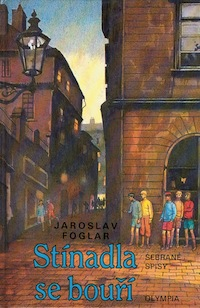 JAROSLAV
FOGLAR
Stínadla
se bouří
SEBRANÉ
SPISY
OLYMPIA